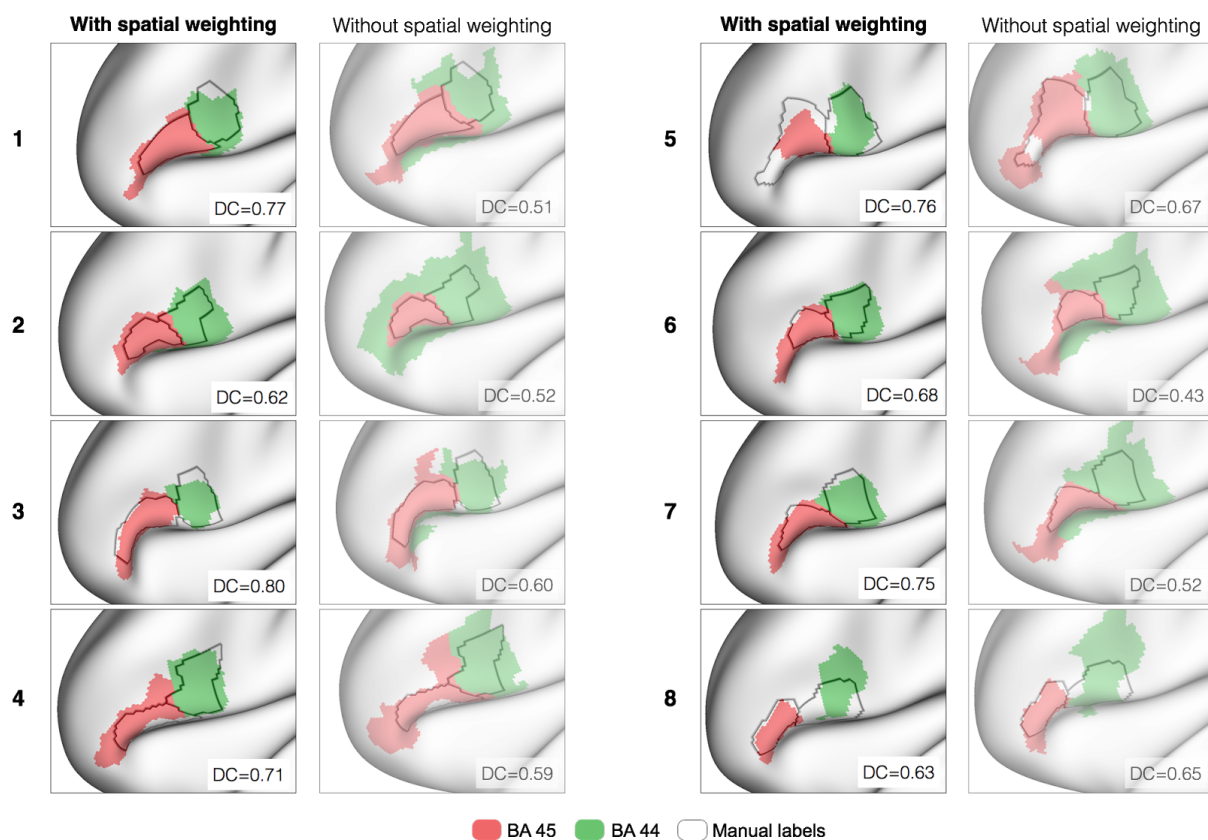 With spatial weighting
Without spatial weighting
With spatial weighting
Without spatial weighting
1
DC=0.77
DC=0.51
5
DC=0.76
DC=0.67
2
DC=0.62
DC=0.52
6
DC=0.68
DC=0.43
3
DC=0.80
DC=0.60
7
DC=0.75
DC=0.52
4
DC=0.71
DC=0.59
8
DC=0.63
DC=0.65
BA 45
BA 44
Manual labels